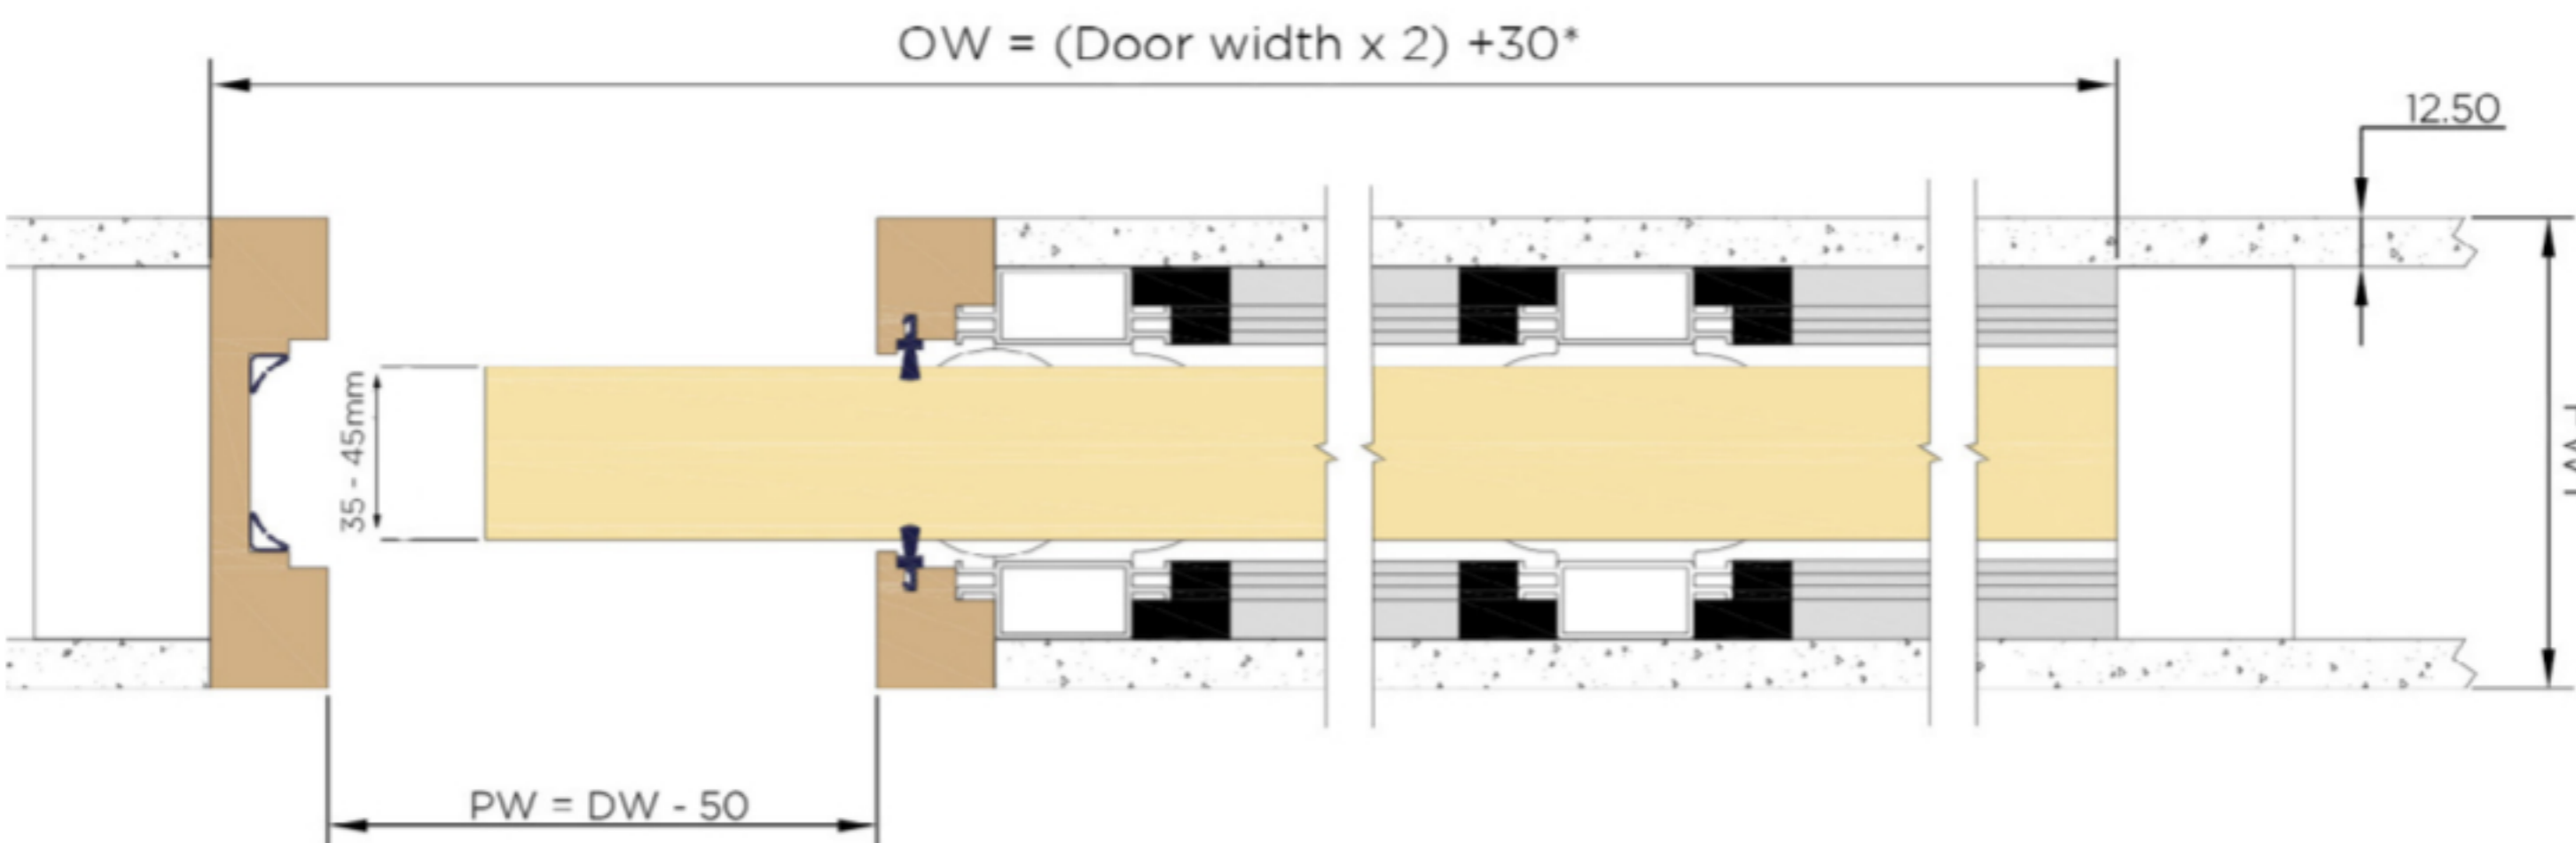 OW = (Door width x 2) +30*
12.50
35 - 45mm
PW = DW - 50